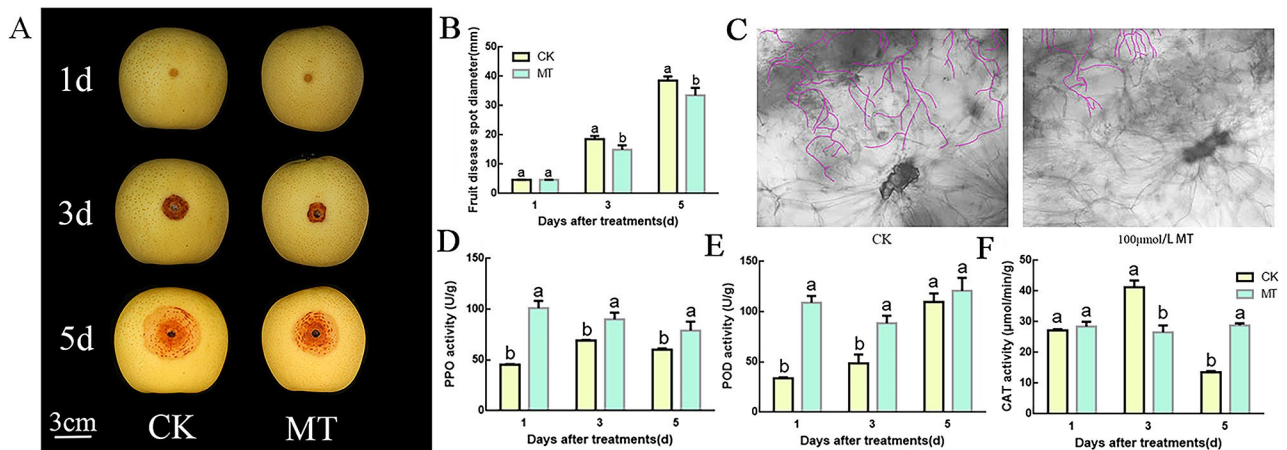 A
1d
3d
5d
3cm
CK
MT
B
Fruit disease spot diameter(mm)
50
40
30
20
10
0
CK
MT
a
a
a
b
a
b
1
3
5
Days after treatments(d)
C
CK
100μmol/L MT
D
PPO activity (U/g)
150
100
50
0
b
a
b
a
b
a
1
3
5
Days after treatments(d)
E
POD activity (U/g)
150
100
50
0
b
a
b
a
a
a
1
3
5
Days after treatments(d)
F
CAT activity (μmol/min/g)
50
40
30
20
10
0
CK
MT
a
a
a
b
b
a
1
3
5
Days after treatments(d)